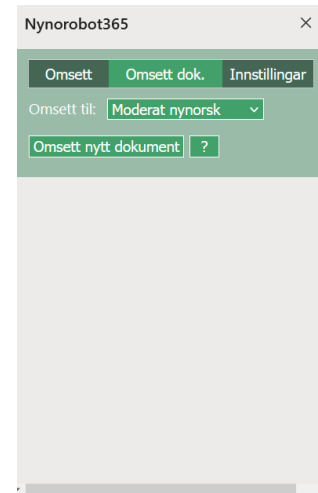 Nynorobot365
Omsett Omsett dok. Innstillingar
Omsett til: Moderat nynorsk
Omsett nytt dokument ?